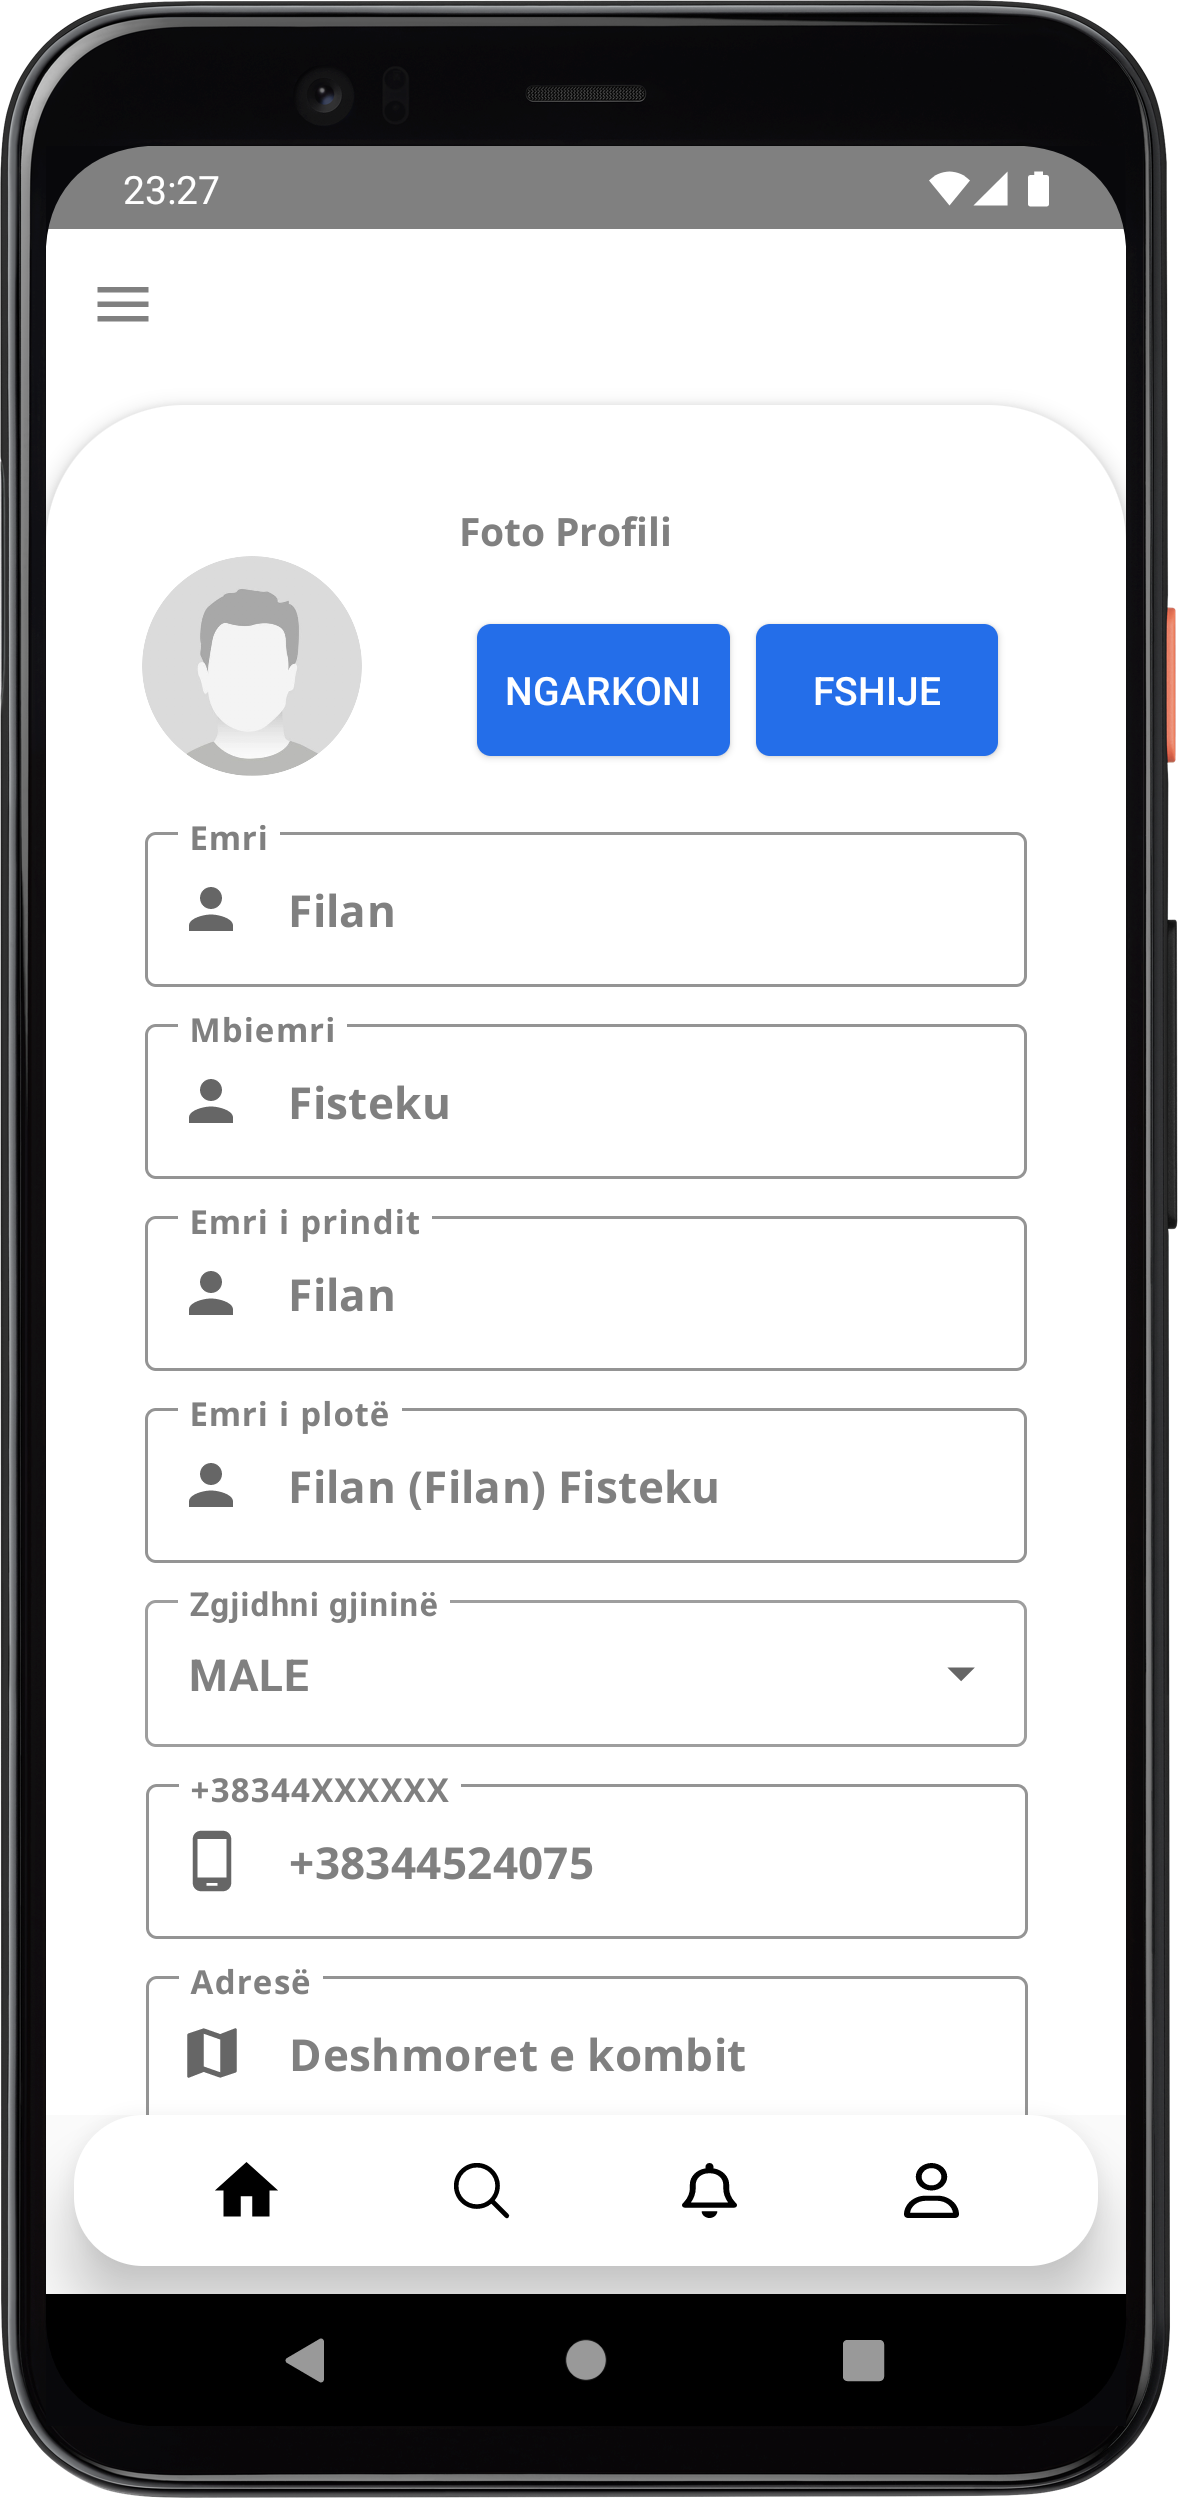 23:27
Foto Profili
NGARKONI FSHIJE
Emri
Filan
Mbiemri
Fisteku
Emri i prindit
Filan
Emri i plotë
Filan (Filan) Fisteku
Zgjidhni gjininë
MALE
+38344XXXXXX
+38344524075
Adresë
Deshmoret e kombit